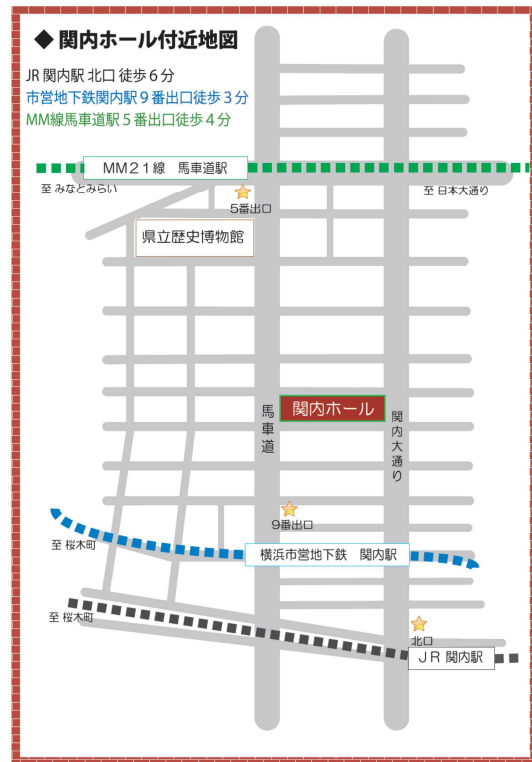 ◆ 関内ホール付近地図
JR 関内駅 北口 徒歩 6 分
市営地下鉄関内駅 9 番出口徒歩 3 分
MM線馬車道駅 5 番出口徒歩 4 分
MM21線 馬車道駅
至 みなとみらい
至 日本大通り
5番出口
県立歴史博物館
関内ホール
馬車道
関内大通り
9番出口
至 桜木町
横浜市営地下鉄 関内駅
至 桜木町
北口
JR 関内駅